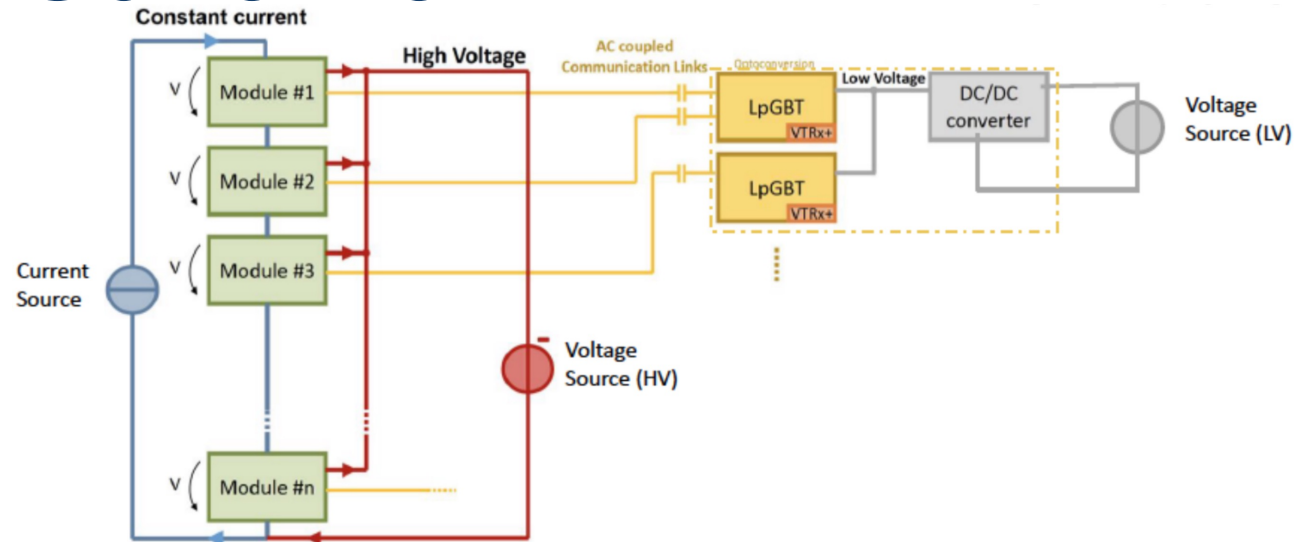 Constant current
High Voltage
AC coupled
Communication Links
Optoconversion
Low Voltage
V
Module #1
LpGBT
VTRx+
DC/DC
converter
Voltage
Source (LV)
V
Module #2
LpGBT
VTRx+
V
Module #3
Current
Source
-
Voltage
Source (HV)
V
Module #n